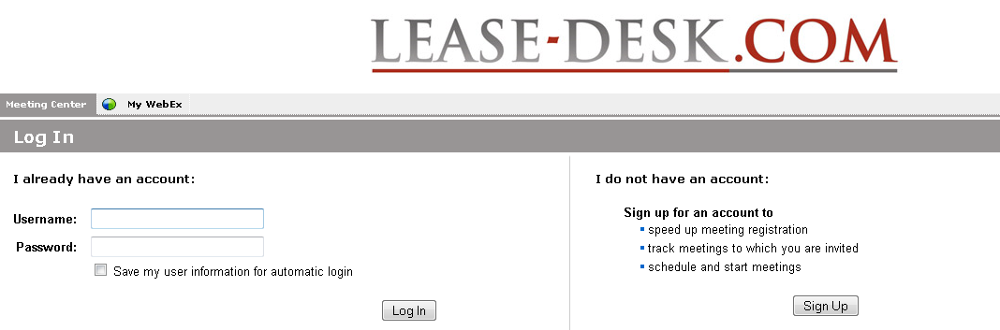 LEASE-DESK.COM
Meeting Center My WebEx
Log In
I already have an account:
Username:
Password:
Save my user information for automatic login
Log In
I do not have an account:
Sign up for an account to
speed up meeting registration
track meetings to which you are invited
schedule and start meetings
Sign Up